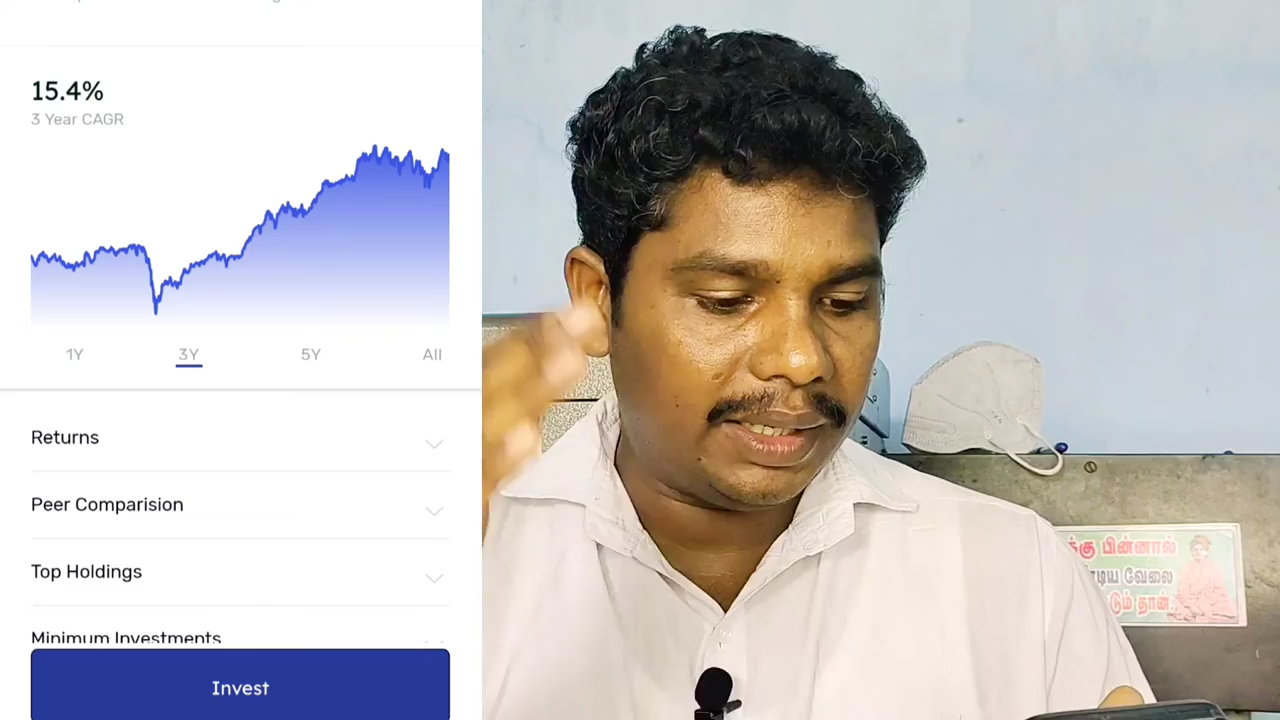 15.4%
3 Year CAGR
1Y 3Y 5Y All
Returns
Peer Comparision
Top Holdings
Minimum Investments
Invest
பின்னால்
வேலை
தான்